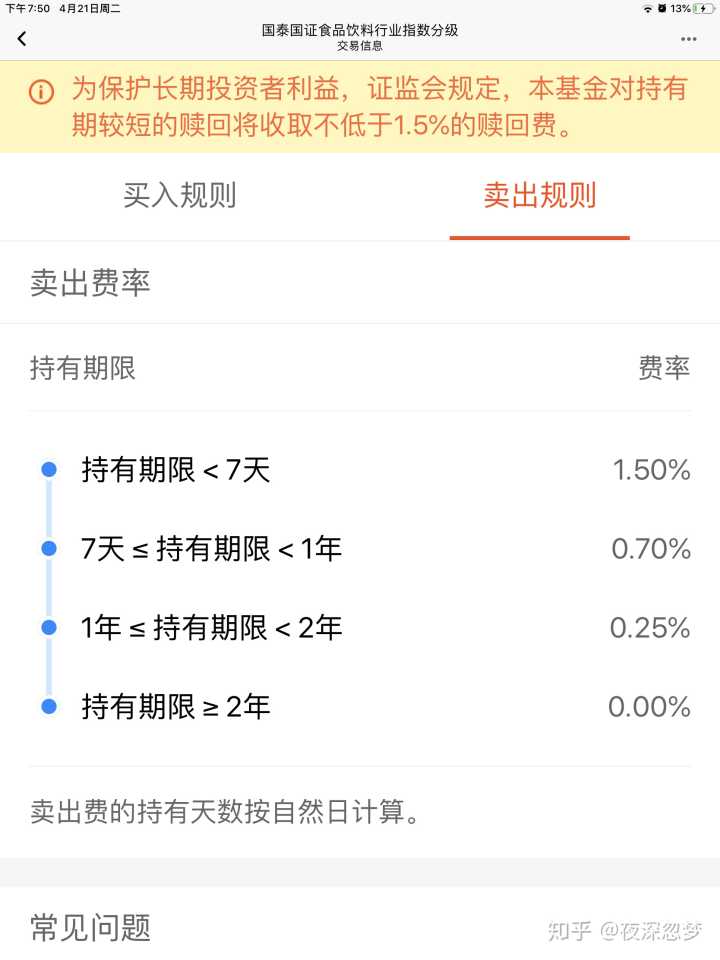 下午7:50 4月21日周二 13%
国泰国证食品饮料行业指数分级
交易信息
为保护长期投资者利益，证监会规定，本基金对持有
期较短的赎回将收取不低于1.5%的赎回费。
买入规则 卖出规则
卖出费率
持有期限 费率
持有期限 < 7天 1.50%
7天 ≤ 持有期限 < 1年 0.70%
1年 ≤ 持有期限 < 2年 0.25%
持有期限 ≥ 2年 0.00%
卖出费的持有天数按自然日计算。
常见问题
知乎 @夜深忽梦